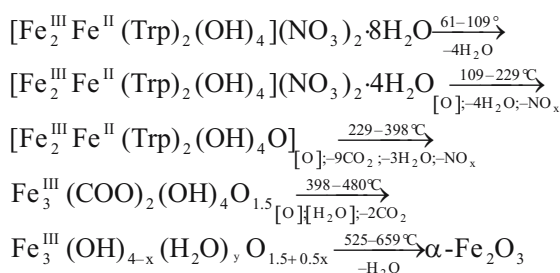 [Fe₂ᴵᴵᴵFeᴵᴵ(Trp)₂(OH)₄](NO₃)₂·8H₂O 61–109° –4H₂O
[Fe₂ᴵᴵᴵFeᴵᴵ(Trp)₂(OH)₄](NO₃)₂·4H₂O 109–229℃ [O];–4H₂O;–NOₓ
[Fe₂ᴵᴵᴵFeᴵᴵ(Trp)₂(OH)₄O] 229–398℃ [O];–9CO₂;–3H₂O;–NOₓ
Fe₃ᴵᴵᴵ(COO)₂(OH)₄O₁.₅ 398–480℃ [O];[H₂O];–2CO₂
Fe₃ᴵᴵᴵ(OH)₄₋ₓ(H₂O)ᵧO₁.₅₊₀.₅ₓ 525–659℃ –H₂O α-Fe₂O₃